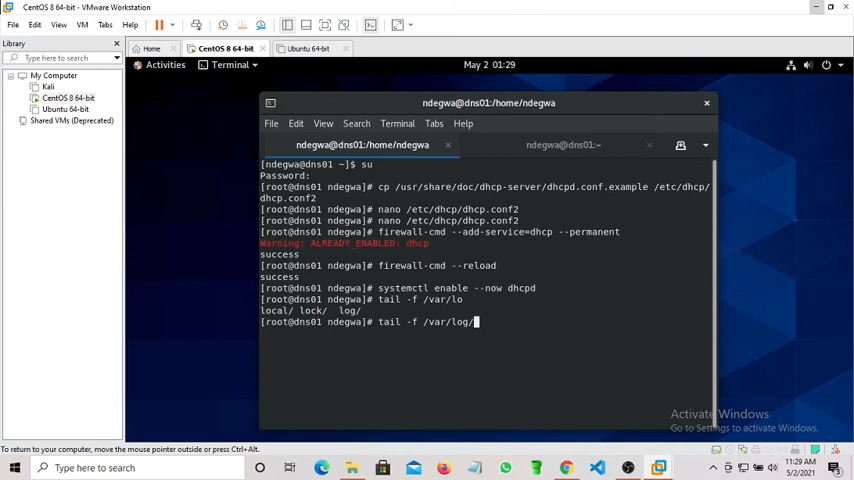 CentOS 8 64-bit - VMware Workstation
File Edit View VM Tabs Help
Library
Type here to search
My Computer
Kali
CentOS 8 64-bit
Ubuntu 64-bit
Shared VMs (Deprecated)
Home CentOS 8 64-bit Ubuntu 64-bit
Activities Terminal May 2 01:29
ndegwa@dns01:/home/ndegwa
File Edit View Search Terminal Tabs Help
ndegwa@dns01:/home/ndegwa ndegwa@dns01:~
[ndegwa@dns01 ~]$ su
Password:
[root@dns01 ndegwa]# cp /usr/share/doc/dhcp-server/dhcpd.conf.example /etc/dhcp/
dhcp.conf2
[root@dns01 ndegwa]# nano /etc/dhcp/dhcp.conf2
[root@dns01 ndegwa]# nano /etc/dhcp/dhcp.conf2
[root@dns01 ndegwa]# firewall-cmd --add-service=dhcp --permanent
Warning: ALREADY_ENABLED: dhcp
success
[root@dns01 ndegwa]# firewall-cmd --reload
success
[root@dns01 ndegwa]# systemctl enable --now dhcpd
[root@dns01 ndegwa]# tail -f /var/lo
local/ lock/ log/
[root@dns01 ndegwa]# tail -f /var/log/
Activate Windows
Go to Settings to activate Windows.
To return to your computer, move the mouse pointer outside or press Ctrl+Alt.
Type here to search
11:29 AM
5/2/2021
3